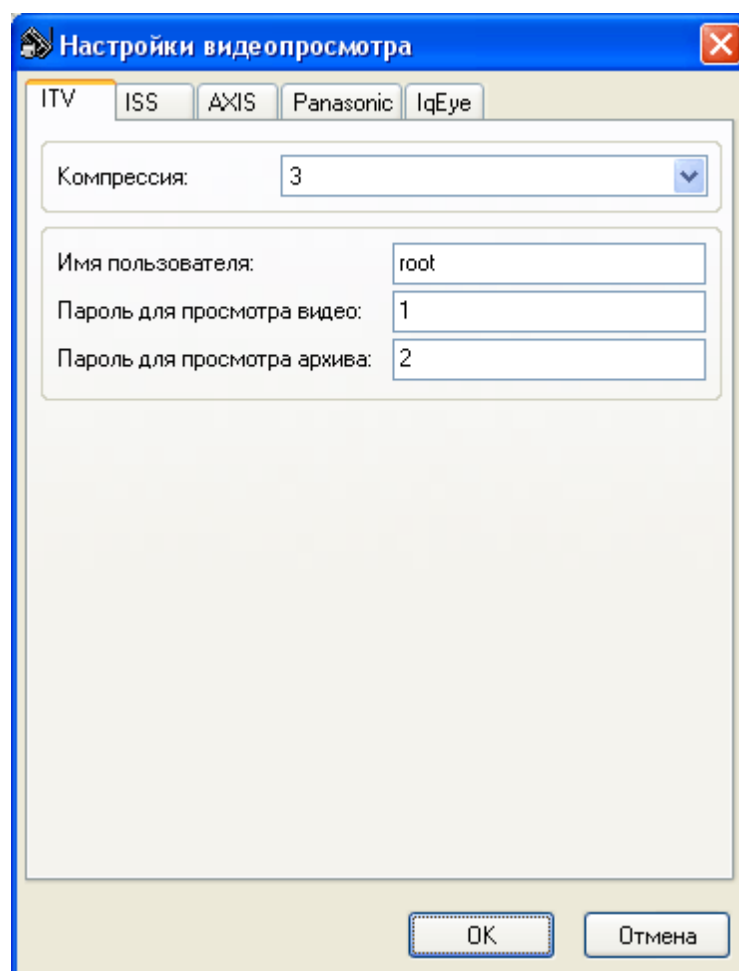 Настройки видеопросмотра
ITV ISS AXIS Panasonic IqEye
Компрессия: 3
Имя пользователя: root
Пароль для просмотра видео: 1
Пароль для просмотра архива: 2
OK Отмена